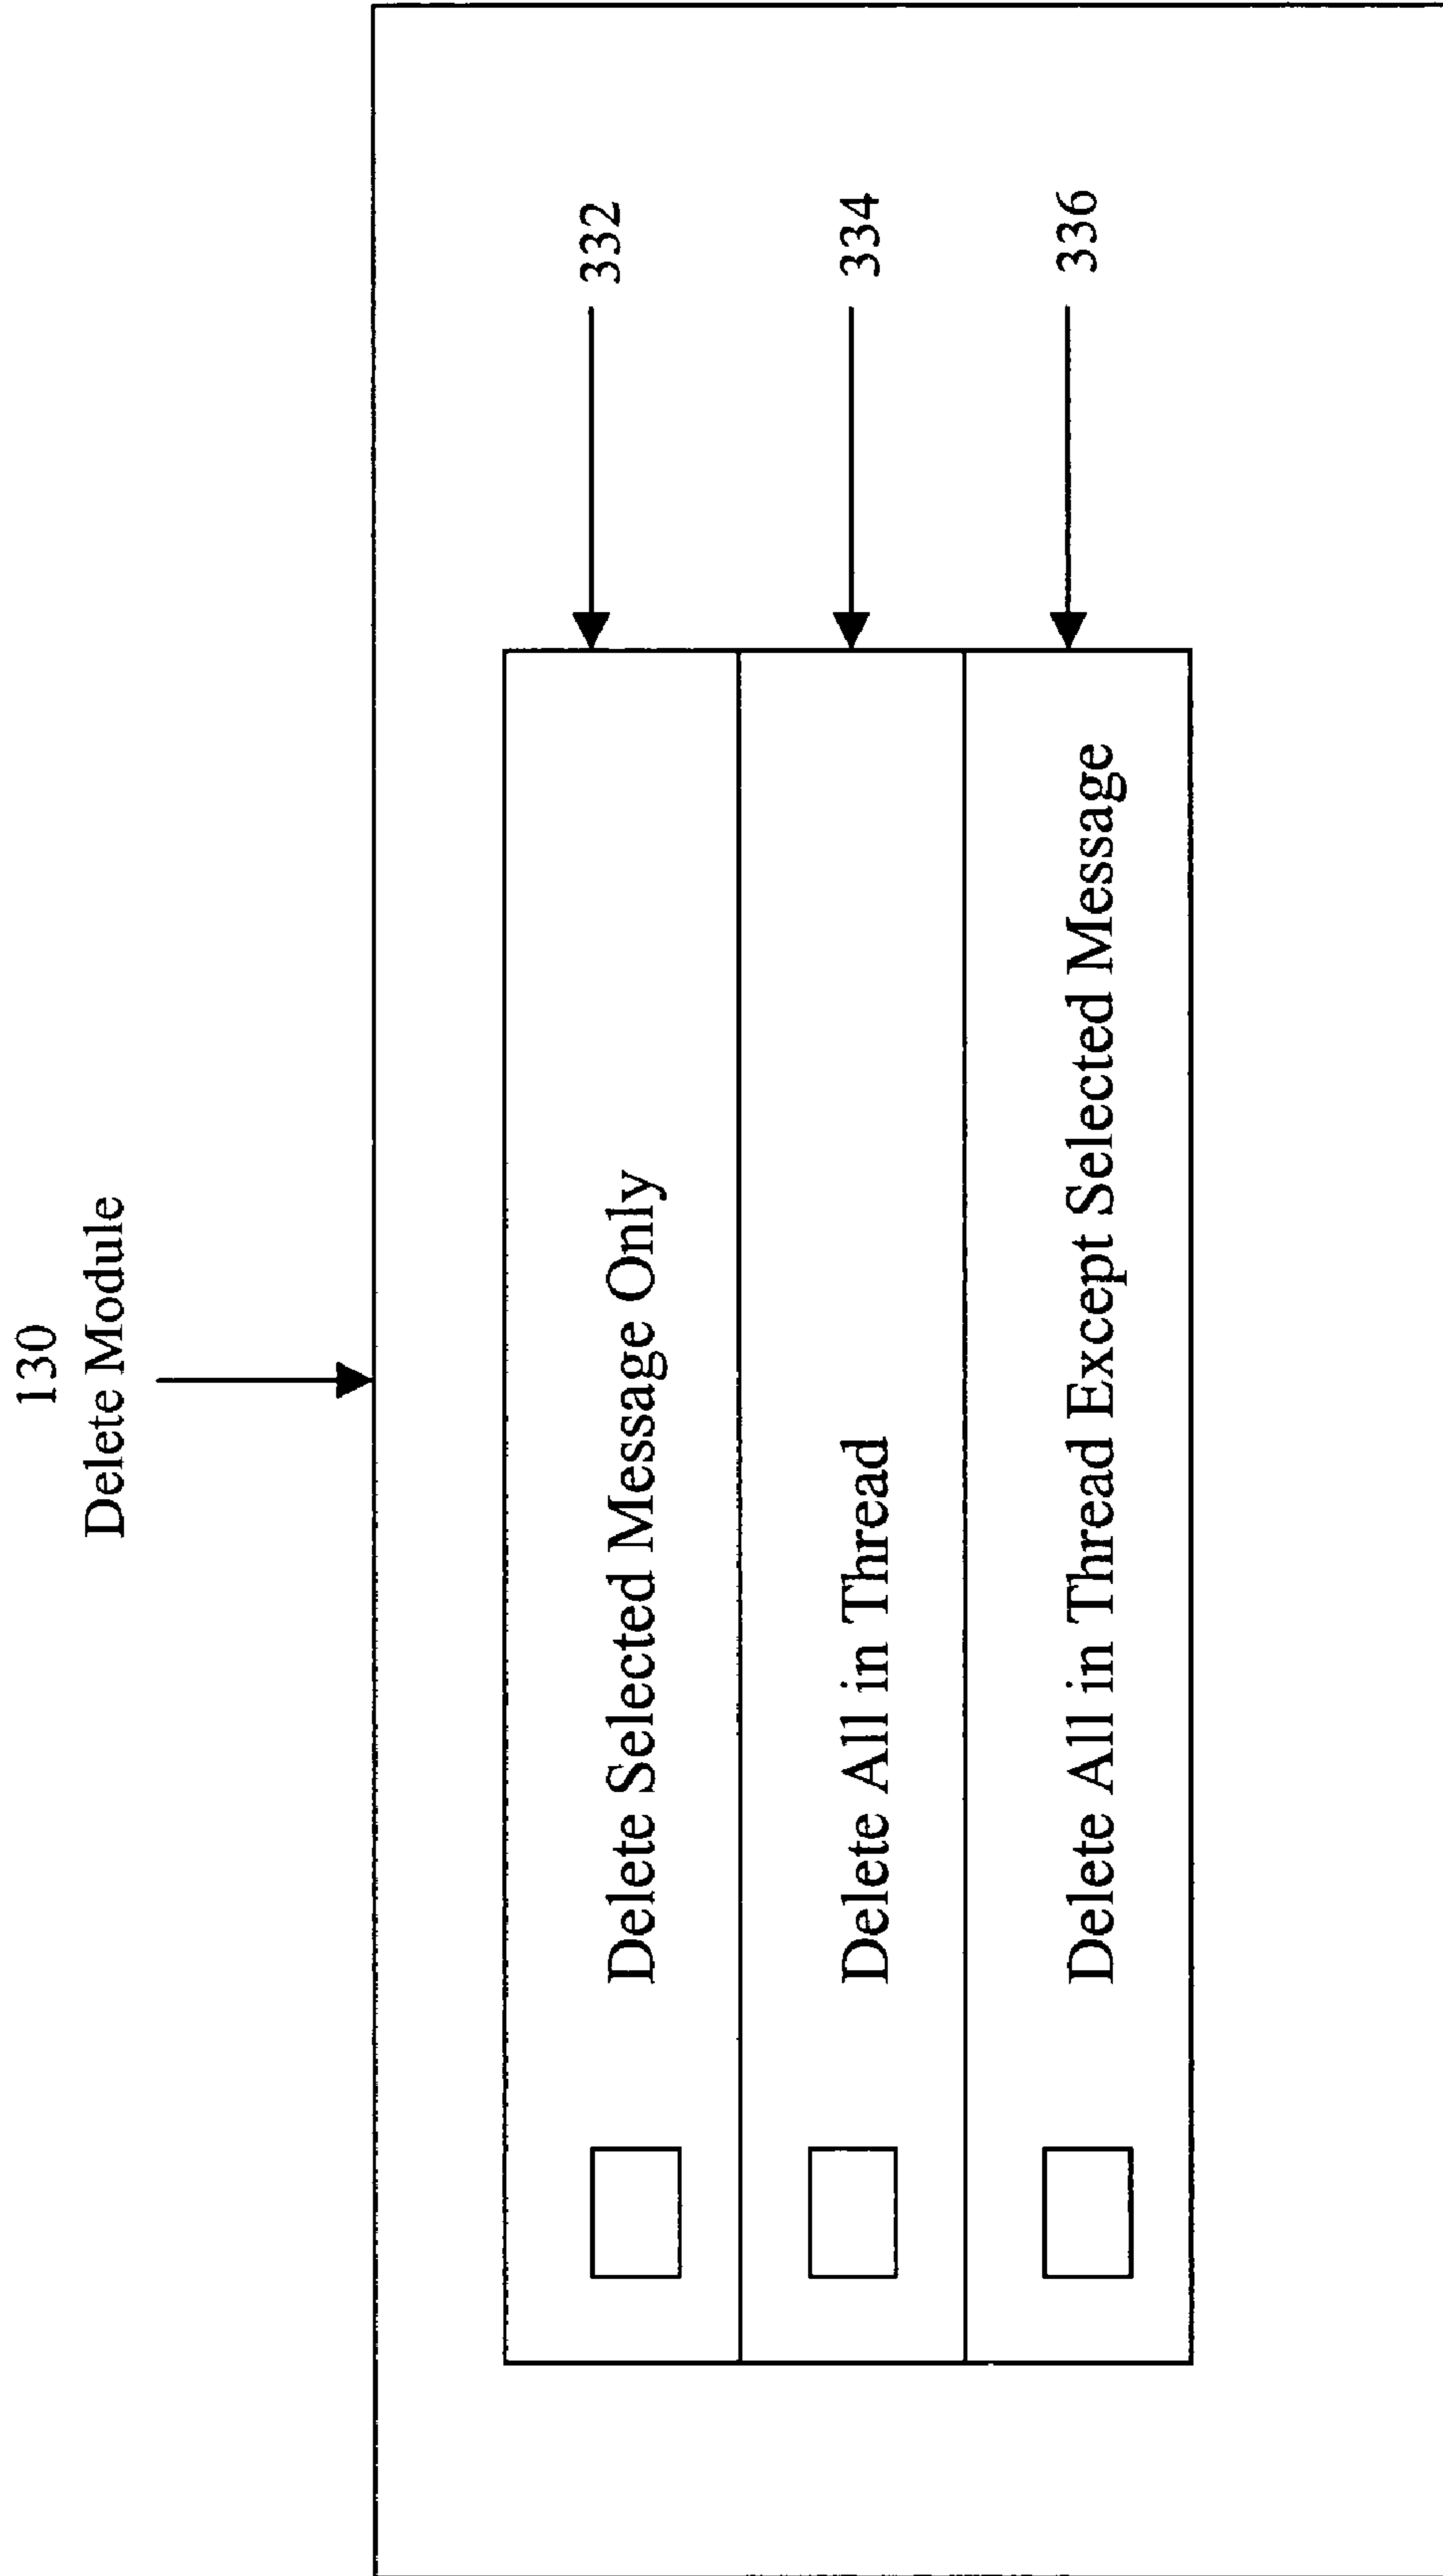 130
Delete Module
Delete Selected Message Only
332
Delete All in Thread
334
Delete All in Thread Except Selected Message
336